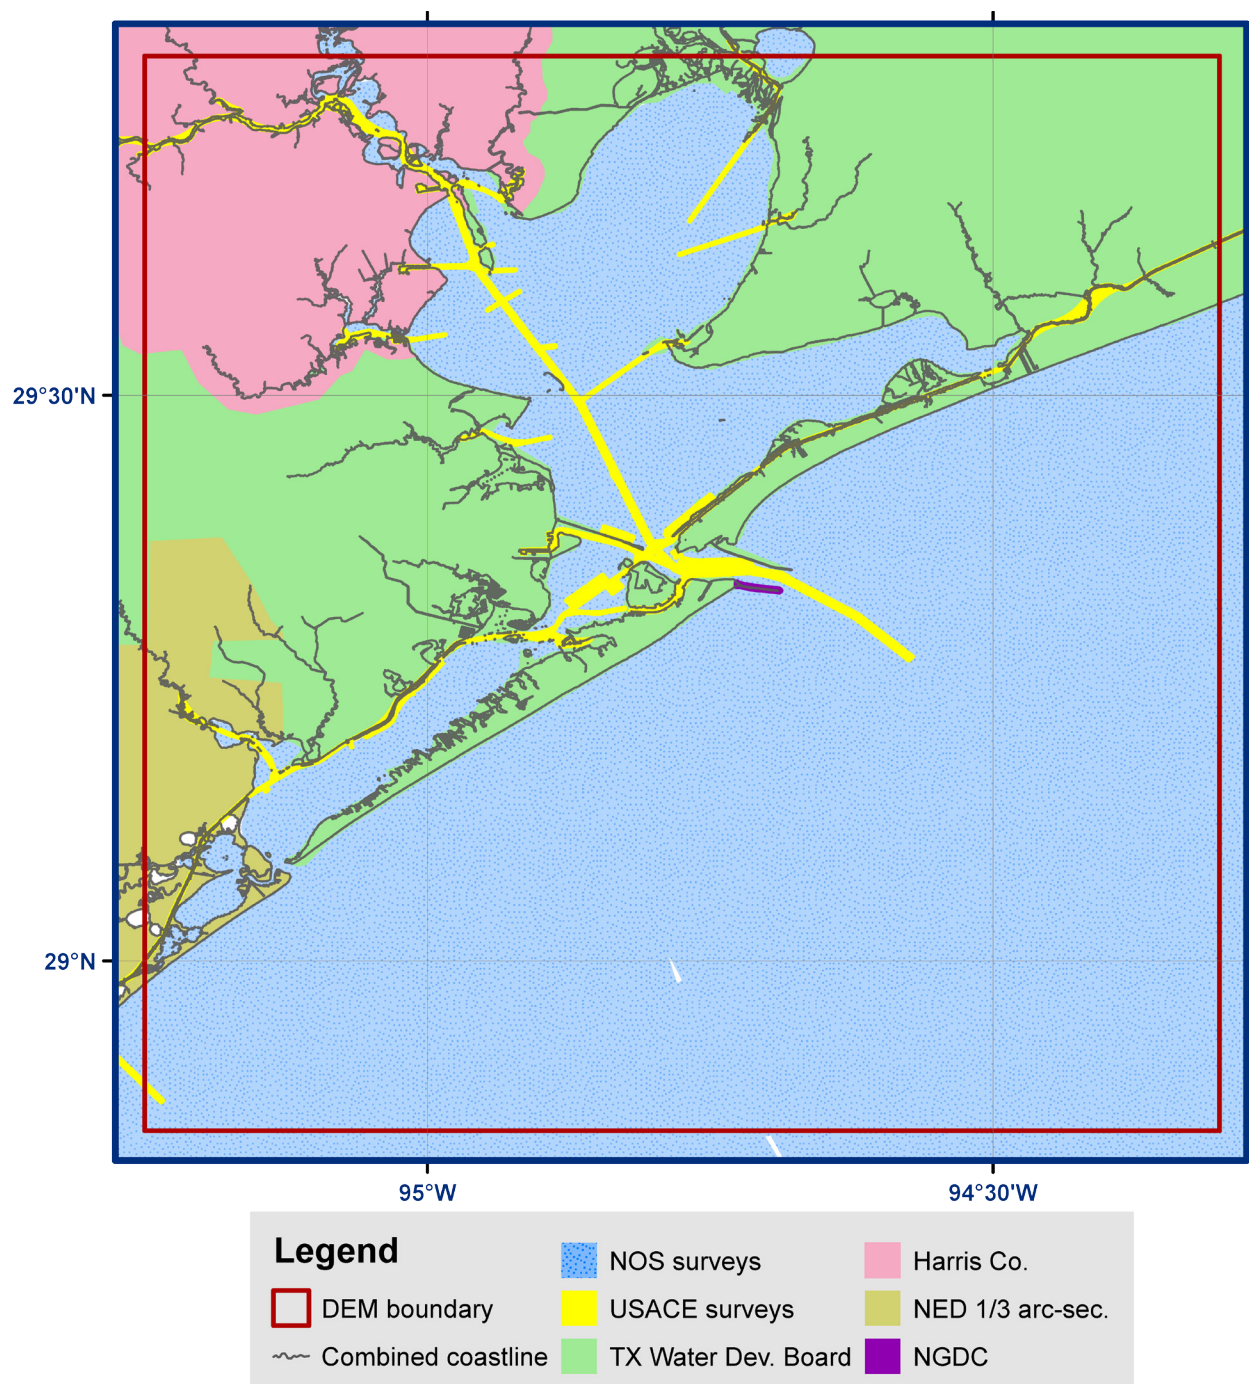 29°30'N
29°N
95°W
94°30'W
Legend
DEM boundary
Combined coastline
NOS surveys
USACE surveys
TX Water Dev. Board
Harris Co.
NED 1/3 arc-sec.
NGDC